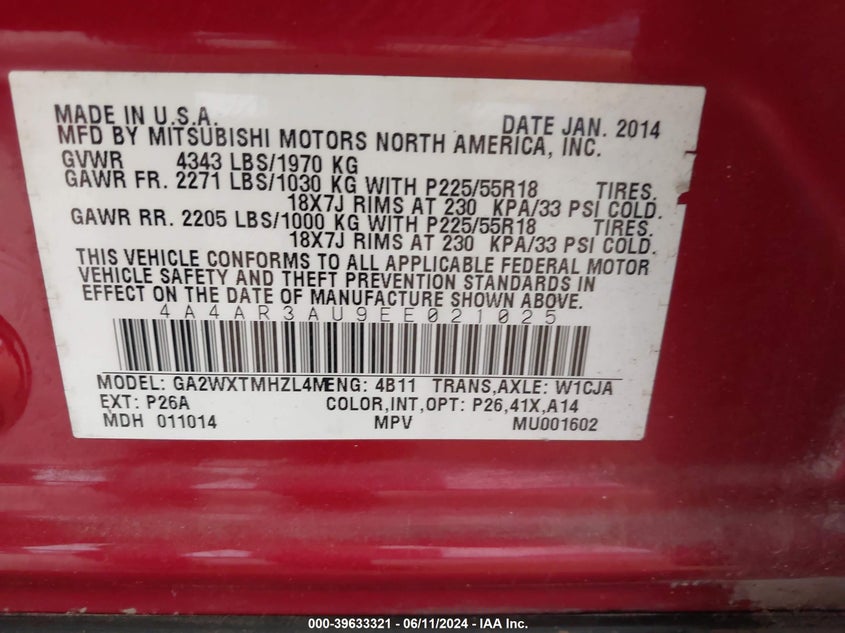 MADE IN U.S.A. DATE JAN. 2014
MFD BY MITSUBISHI MOTORS NORTH AMERICA, INC.
GVWR 4343 LBS/1970 KG
GAWR FR. 2271 LBS/1030 KG WITH P225/55R18 TIRES.
18X7J RIMS AT 230 KPA/33 PSI COLD.
GAWR RR. 2205 LBS/1000 KG WITH P225/55R18 TIRES.
18X7J RIMS AT 230 KPA/33 PSI COLD.
THIS VEHICLE CONFORMS TO ALL APPLICABLE FEDERAL MOTOR
VEHICLE SAFETY AND THEFT PREVENTION STANDARDS IN
EFFECT ON THE DATE OF MANUFACTURE SHOWN ABOVE.
4A4AR3AU9EE021025
MODEL: GA2WXTMHZL4M ENG: 4B11 TRANS,AXLE: W1CJA
EXT: P26A COLOR,INT,OPT: P26,41X,A14
MDH 011014 MPV MU001602
000-39633321 - 06/11/2024 - IAA Inc.